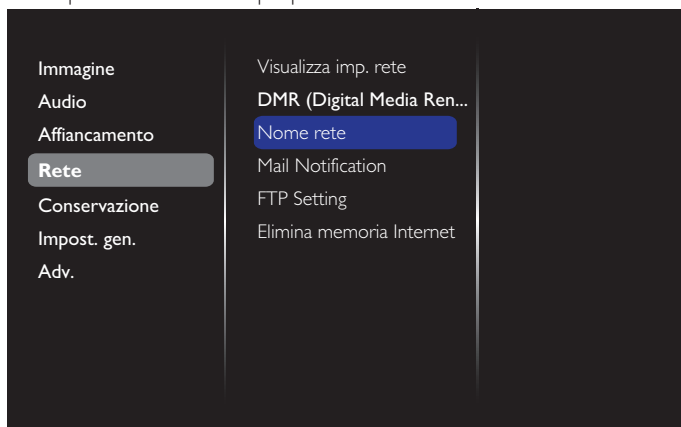 Immagine
Audio
Affiancamento
Rete
Conservazione
Impost. gen.
Adv.
Visualizza imp. rete
DMR (Digital Media Ren...
Nome rete
Mail Notification
FTP Setting
Elimina memoria Internet